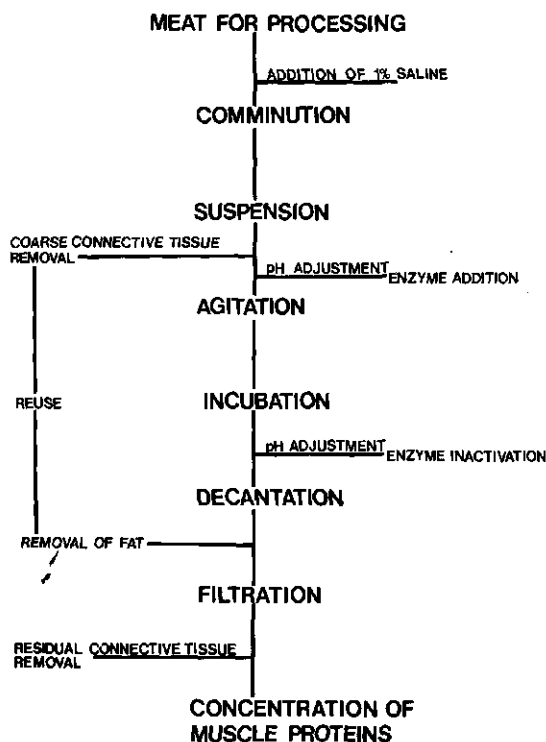 MEAT FOR PROCESSING
ADDITION OF 1% SALINE
COMMINUTION
SUSPENSION
COARSE CONNECTIVE TISSUE
REMOVAL
pH ADJUSTMENT
ENZYME ADDITION
AGITATION
REUSE
INCUBATION
pH ADJUSTMENT
ENZYME INACTIVATION
DECANTATION
REMOVAL OF FAT
FILTRATION
RESIDUAL CONNECTIVE TISSUE
REMOVAL
CONCENTRATION OF
MUSCLE PROTEINS